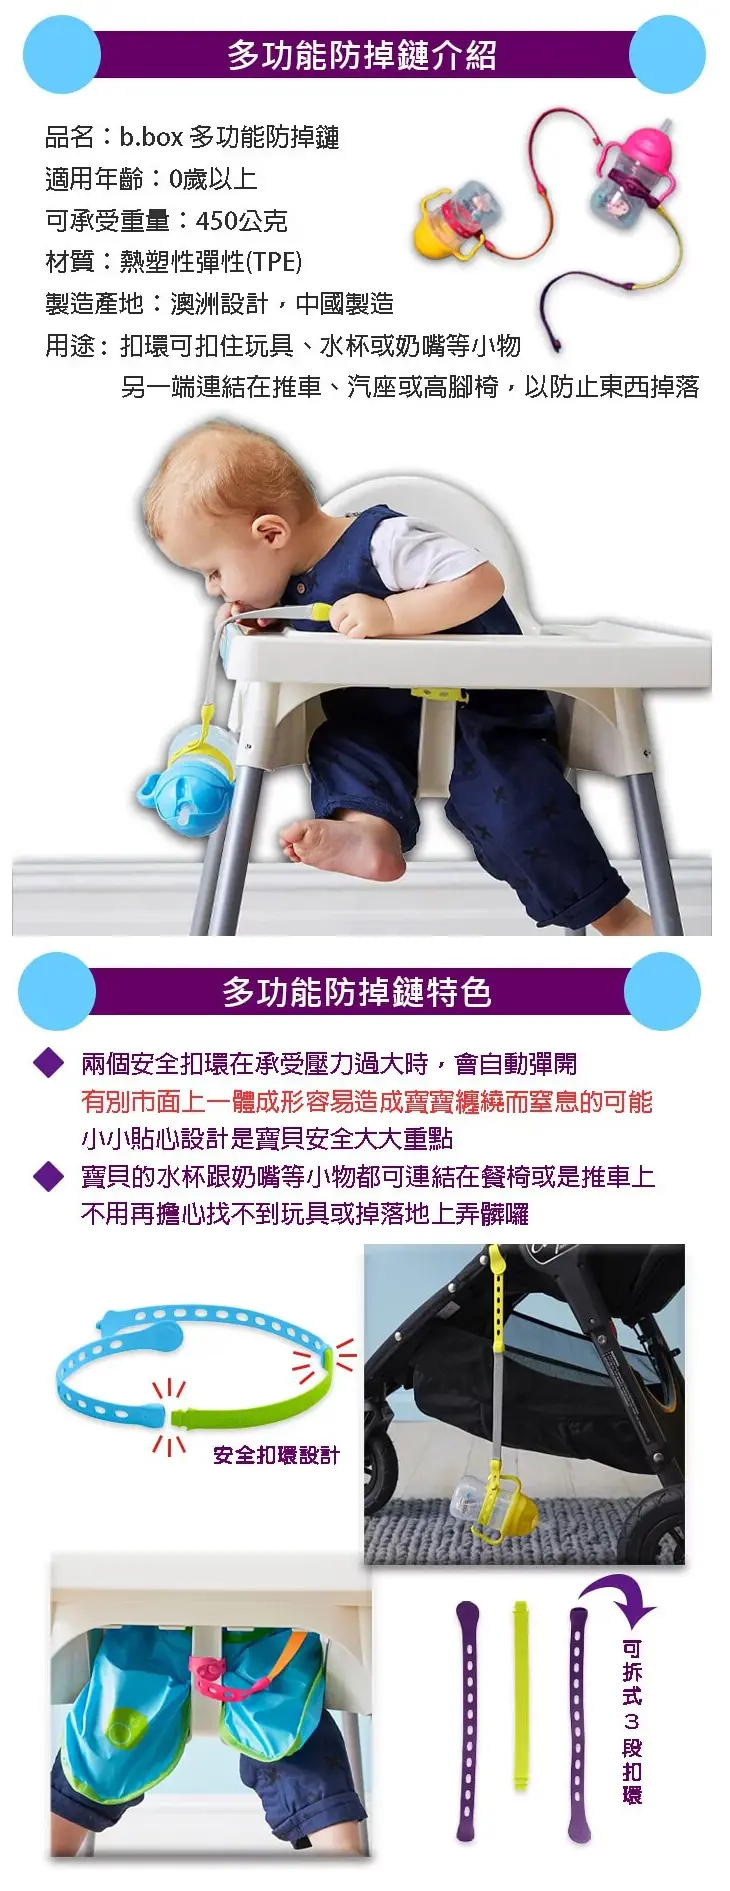 多功能防掉鏈介紹
品名：b.box 多功能防掉鏈
適用年齡：0歲以上
可承受重量：450公克
材質：熱塑性彈性(TPE)
製造產地：澳洲設計，中國製造
用途：扣環可扣住玩具、水杯或奶嘴等小物
另一端連結在推車、汽座或高腳椅，以防止東西掉落
多功能防掉鏈特色
兩個安全扣環在承受壓力過大時，會自動彈開
有別市面上一體成形容易造成寶寶纏繞而窒息的可能
小小貼心設計是寶貝安全大大重點
寶貝的水杯跟奶嘴等小物都可連結在餐椅或是推車上
不用再擔心找不到玩具或掉落地上弄髒囉
安全扣環設計
可拆式3段扣環